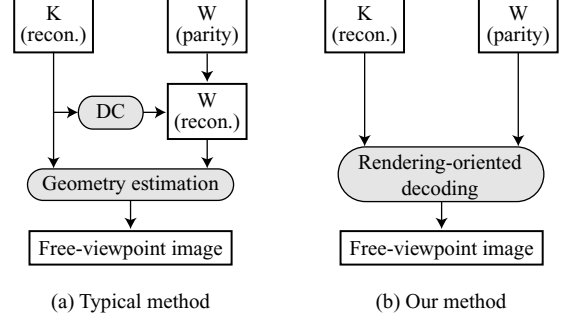 K
(recon.)
W
(parity)
DC
W
(recon.)
Geometry estimation
Free-viewpoint image
(a) Typical method
K
(recon.)
W
(parity)
Rendering-oriented
decoding
Free-viewpoint image
(b) Our method